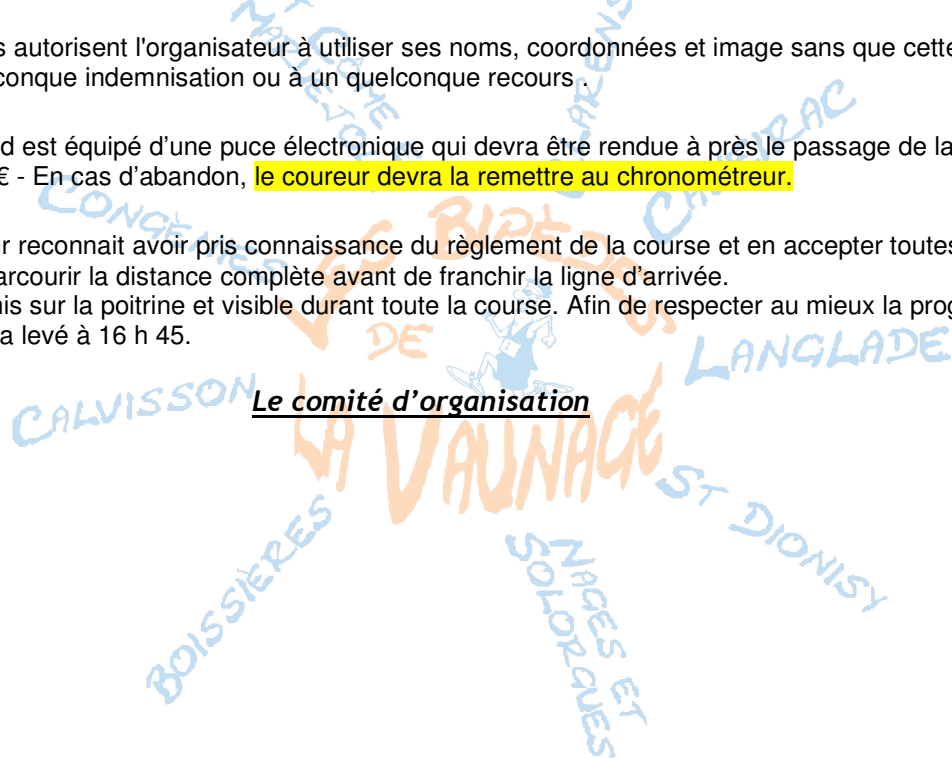 s autorisent l'organisateur à utiliser ses noms, coordonnées et image sans que cette
conque indemnisation ou à un quelconque recours .
d est équipé d’une puce électronique qui devra être rendue à près le passage de la
€ - En cas d’abandon, le coureur devra la remettre au chronométreur.
r reconnait avoir pris connaissance du règlement de la course et en accepter toutes
arcourir la distance complète avant de franchir la ligne d’arrivée.
is sur la poitrine et visible durant toute la course. Afin de respecter au mieux la prog
a levé à 16 h 45.
Le comité d’organisation
CONGÉNIES
LES BIPÈDES
DE
LA VAUNAGE
LANGLADE
CALVISSON
ST DIONISY
BOISSIÈRES
NAGES ET
SOLORGUES